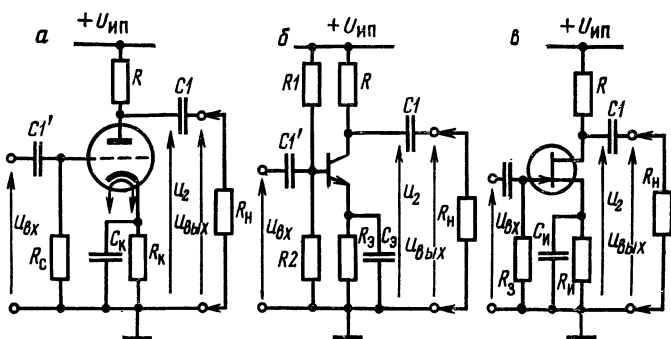 а
+ Uип
R
C1
C1'
Uвх
Rс
Cк
Rк
U2
Uвых
Rн
б
+ Uип
R1
R
C1
C1'
Uвх
R2
Rэ
Cэ
U2
Uвых
Rн
в
+ Uип
R
C1
Uвх
Rз
Cи
Rи
U2
Uвых
Rн